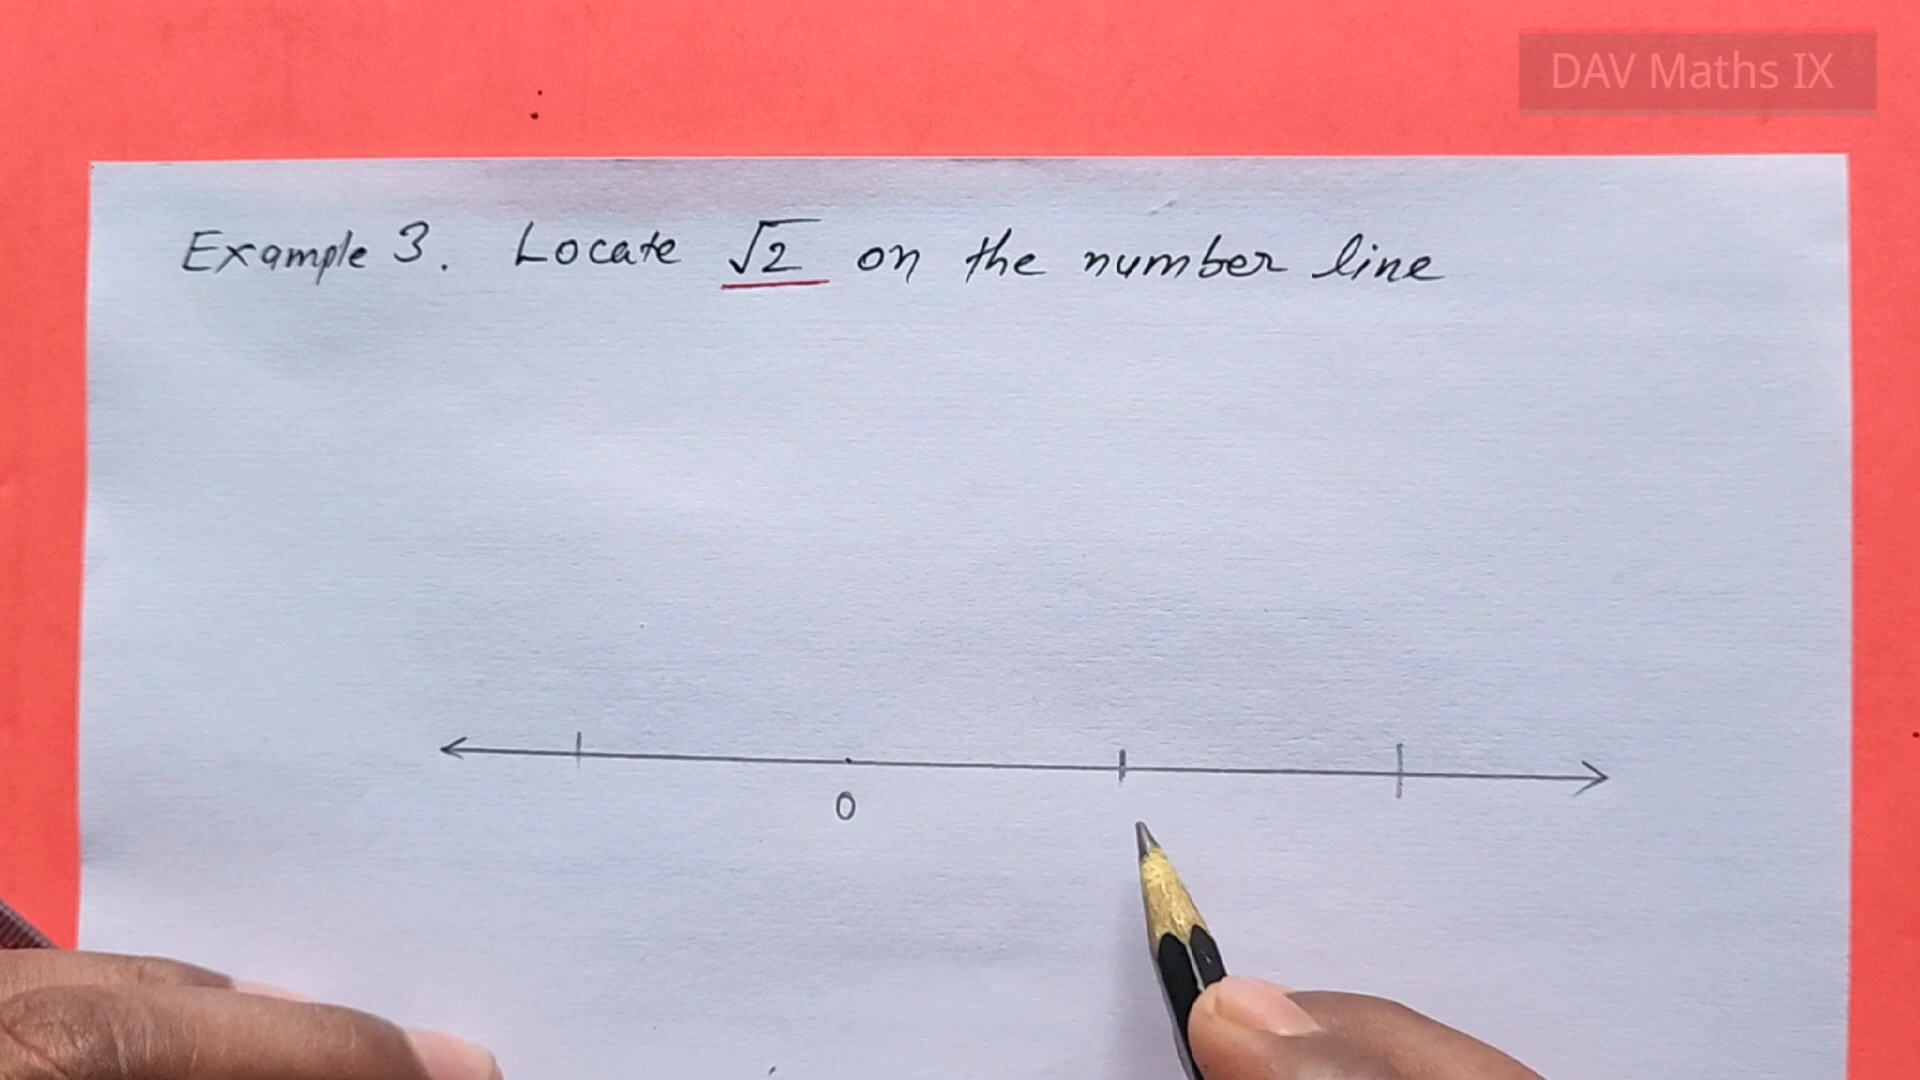 DAV Maths IX
Example 3. Locate √2 on the number line
0